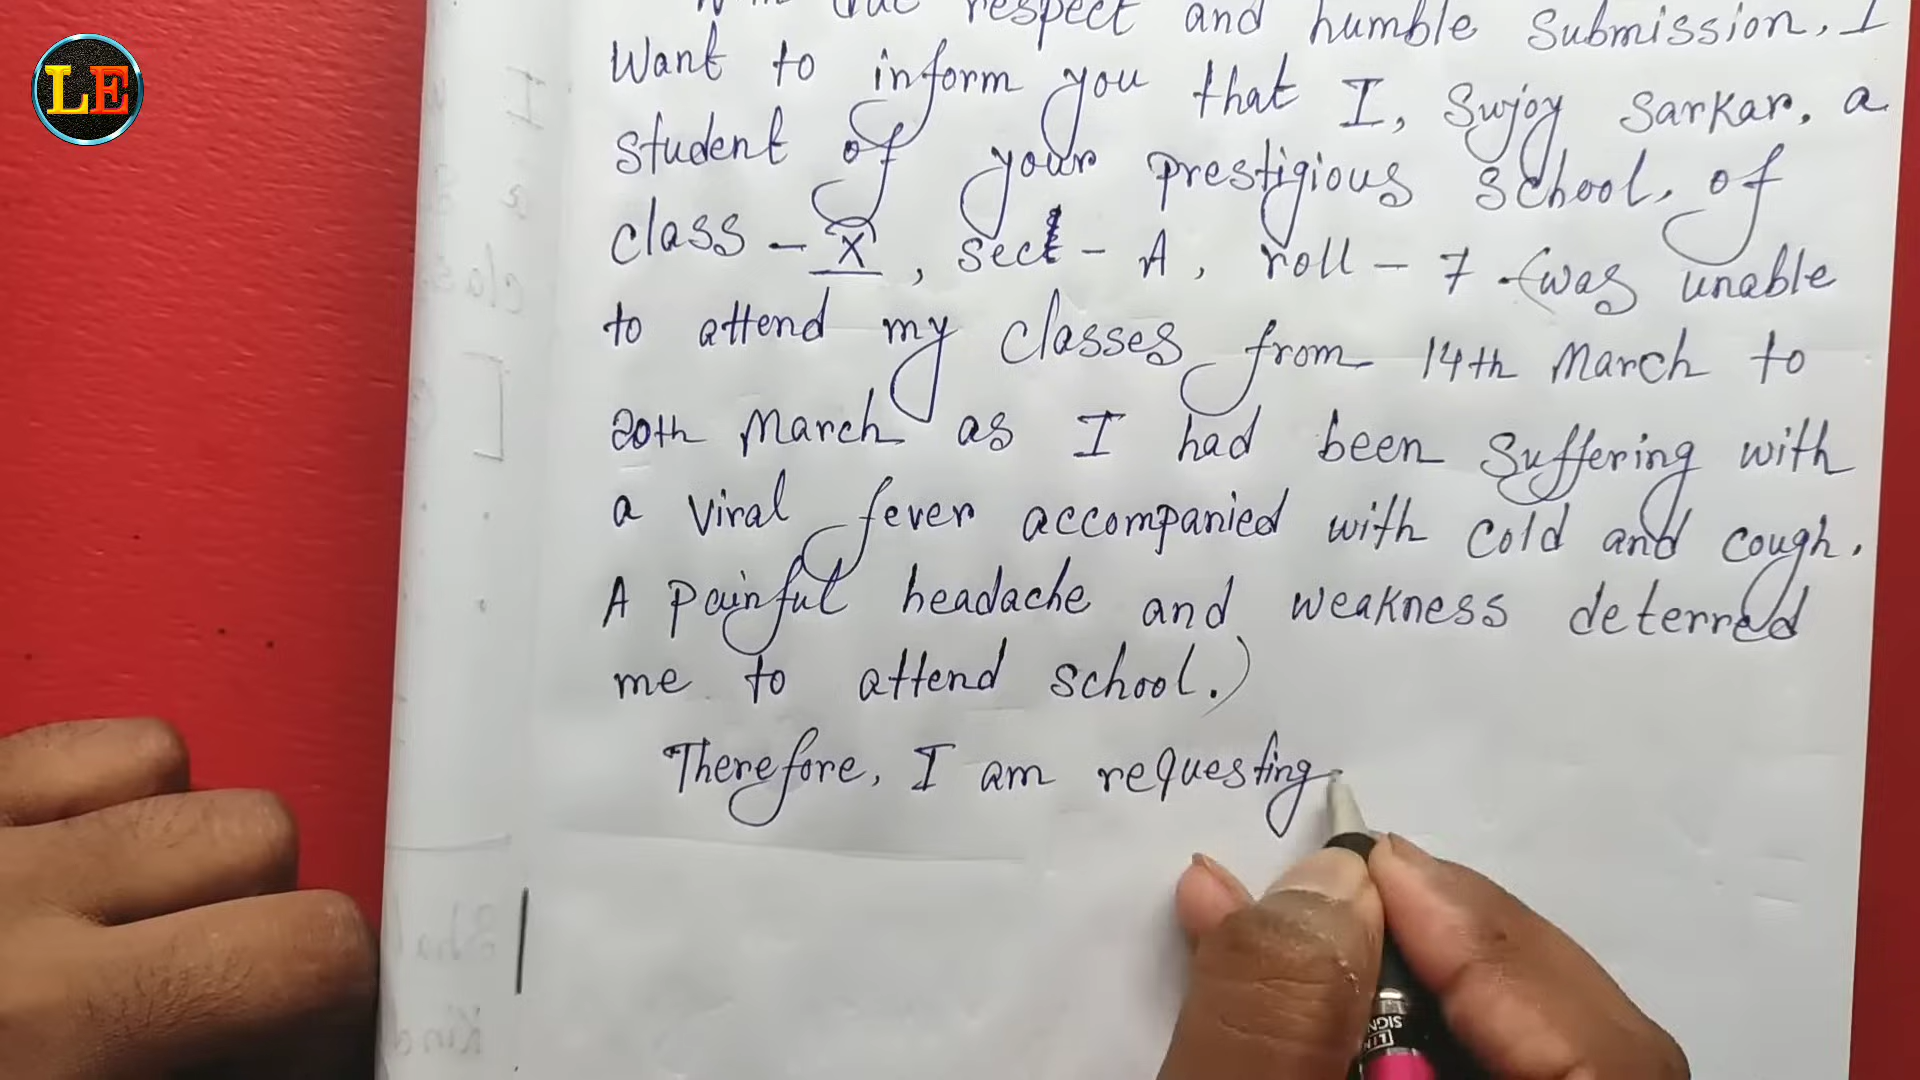 LE
With due respect and humble submission, I
want to inform you that I, Sujoy Sarkar, a
student of your prestigious school, of
class - X, sect - A, roll - 7 (was unable
to attend my classes from 14th March to
20th March as I had been suffering with
a viral fever accompanied with cold and cough.
A painful headache and weakness deterred
me to attend school.)
Therefore, I am requesting